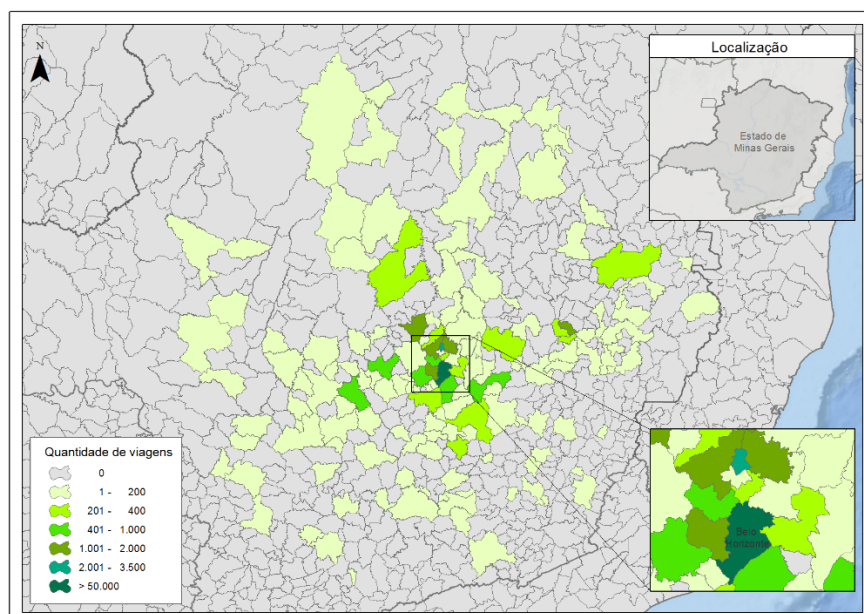 N
Localização
Estado de
Minas Gerais
Quantidade de viagens
0
1 - 200
201 - 400
401 - 1.000
1.001 - 2.000
2.001 - 3.500
> 50.000
Belo
Horizonte